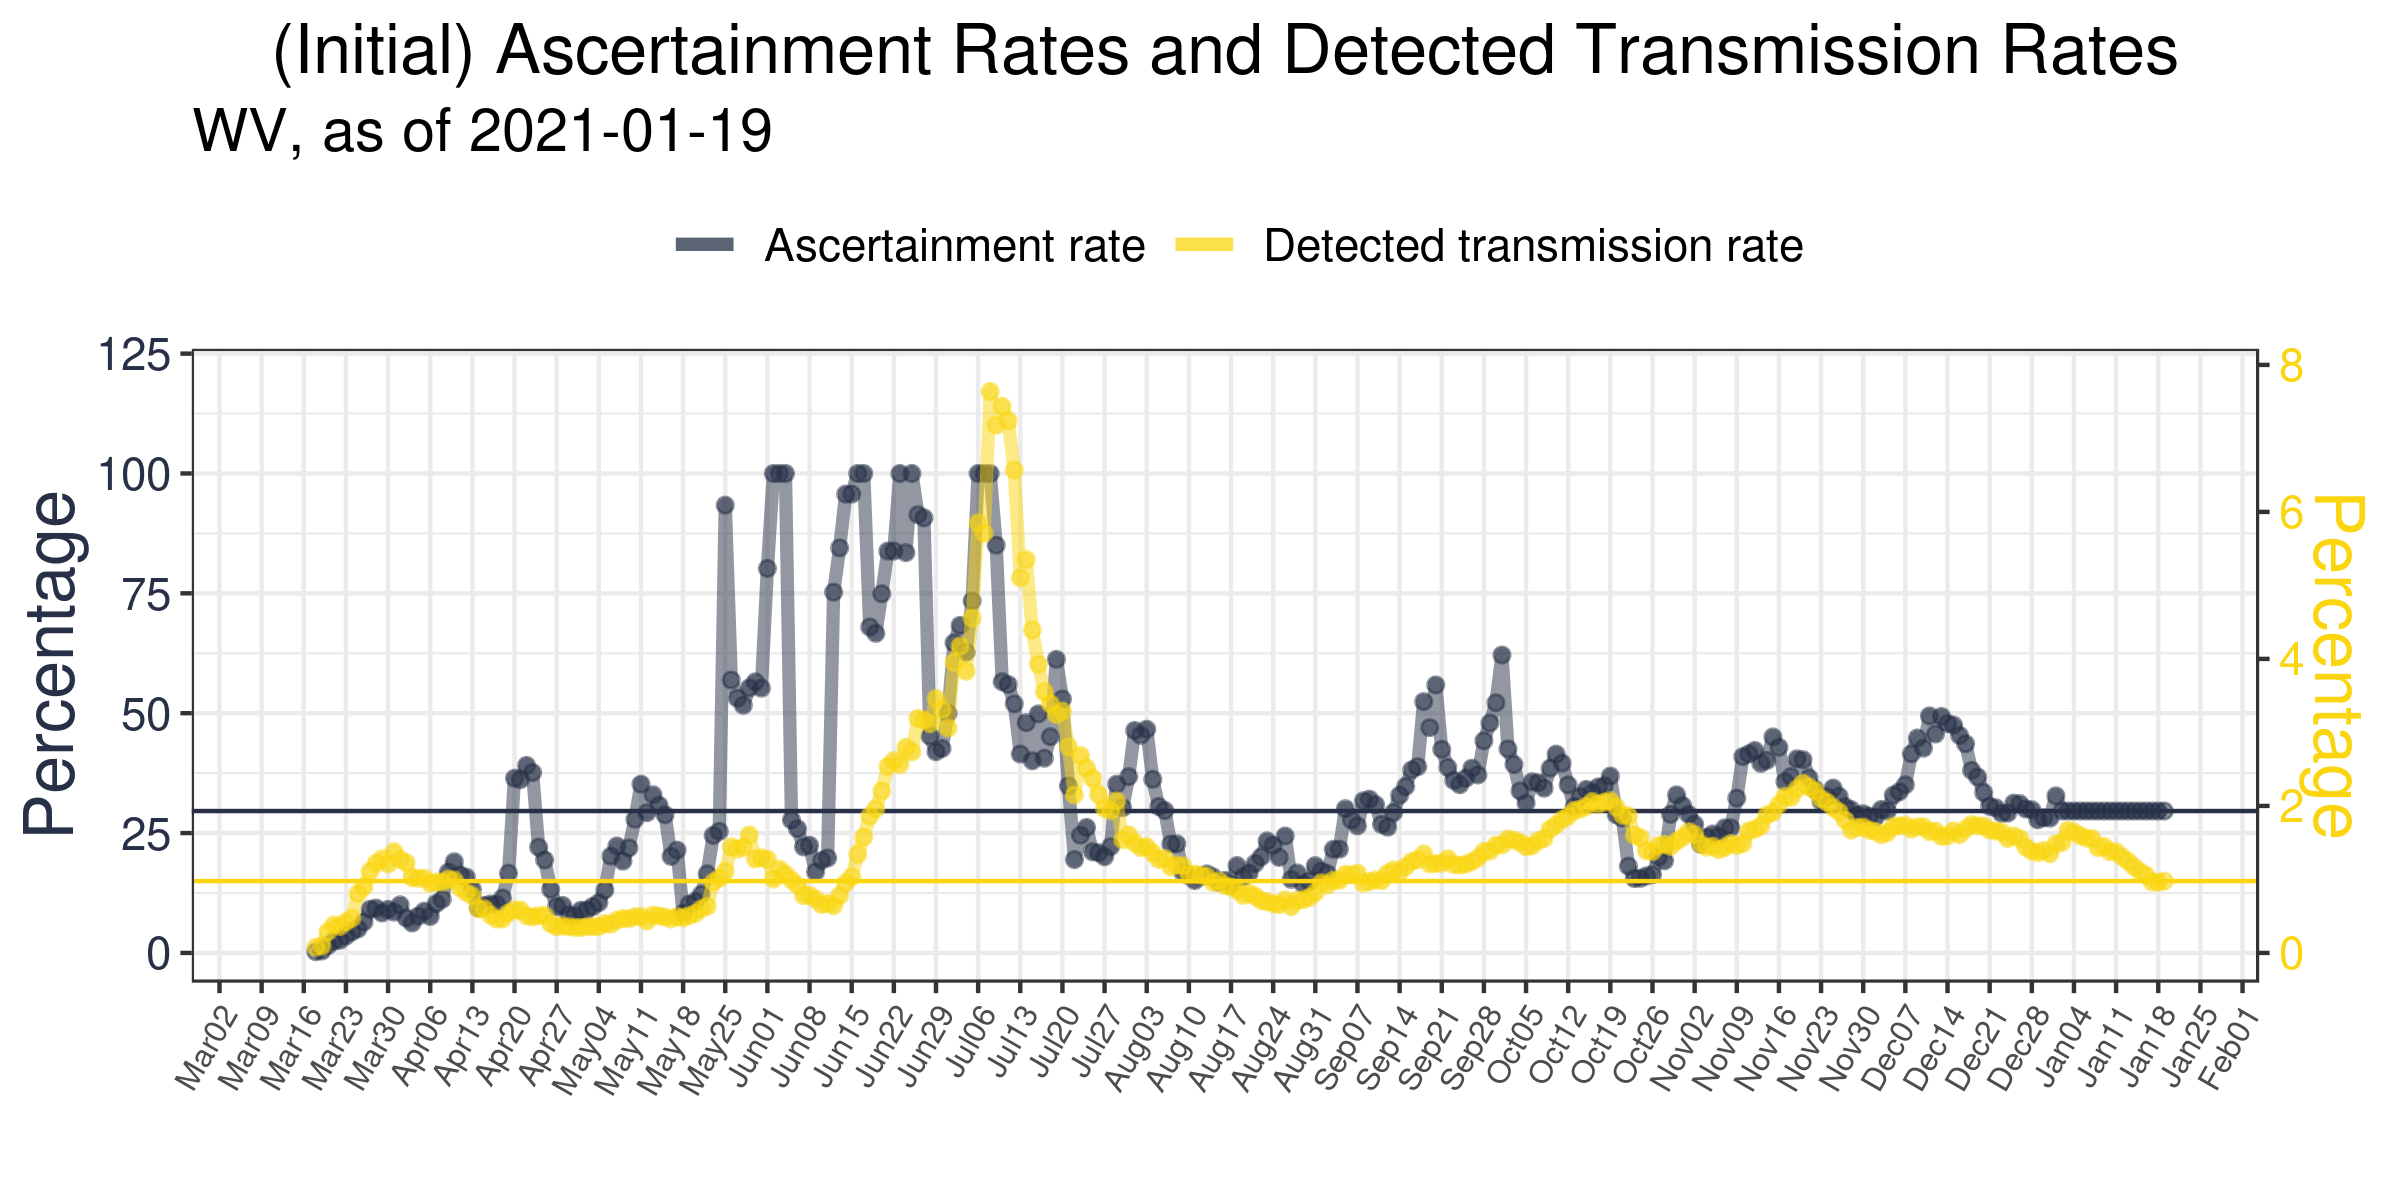 (Initial) Ascertainment Rates and Detected Transmission Rates
WV, as of 2021-01-19
Ascertainment rate
Detected transmission rate
Percentage
125
100
75
50
25
0
8
6
4
2
0
Percentage
Mar02
Mar09
Mar16
Mar23
Mar30
Apr06
Apr13
Apr20
Apr27
May04
May11
May18
May25
Jun01
Jun08
Jun15
Jun22
Jun29
Jul06
Jul13
Jul20
Jul27
Aug03
Aug10
Aug17
Aug24
Aug31
Sep07
Sep14
Sep21
Sep28
Oct05
Oct12
Oct19
Oct26
Nov02
Nov09
Nov16
Nov23
Nov30
Dec07
Dec14
Dec21
Dec28
Jan04
Jan11
Jan18
Jan25
Feb01